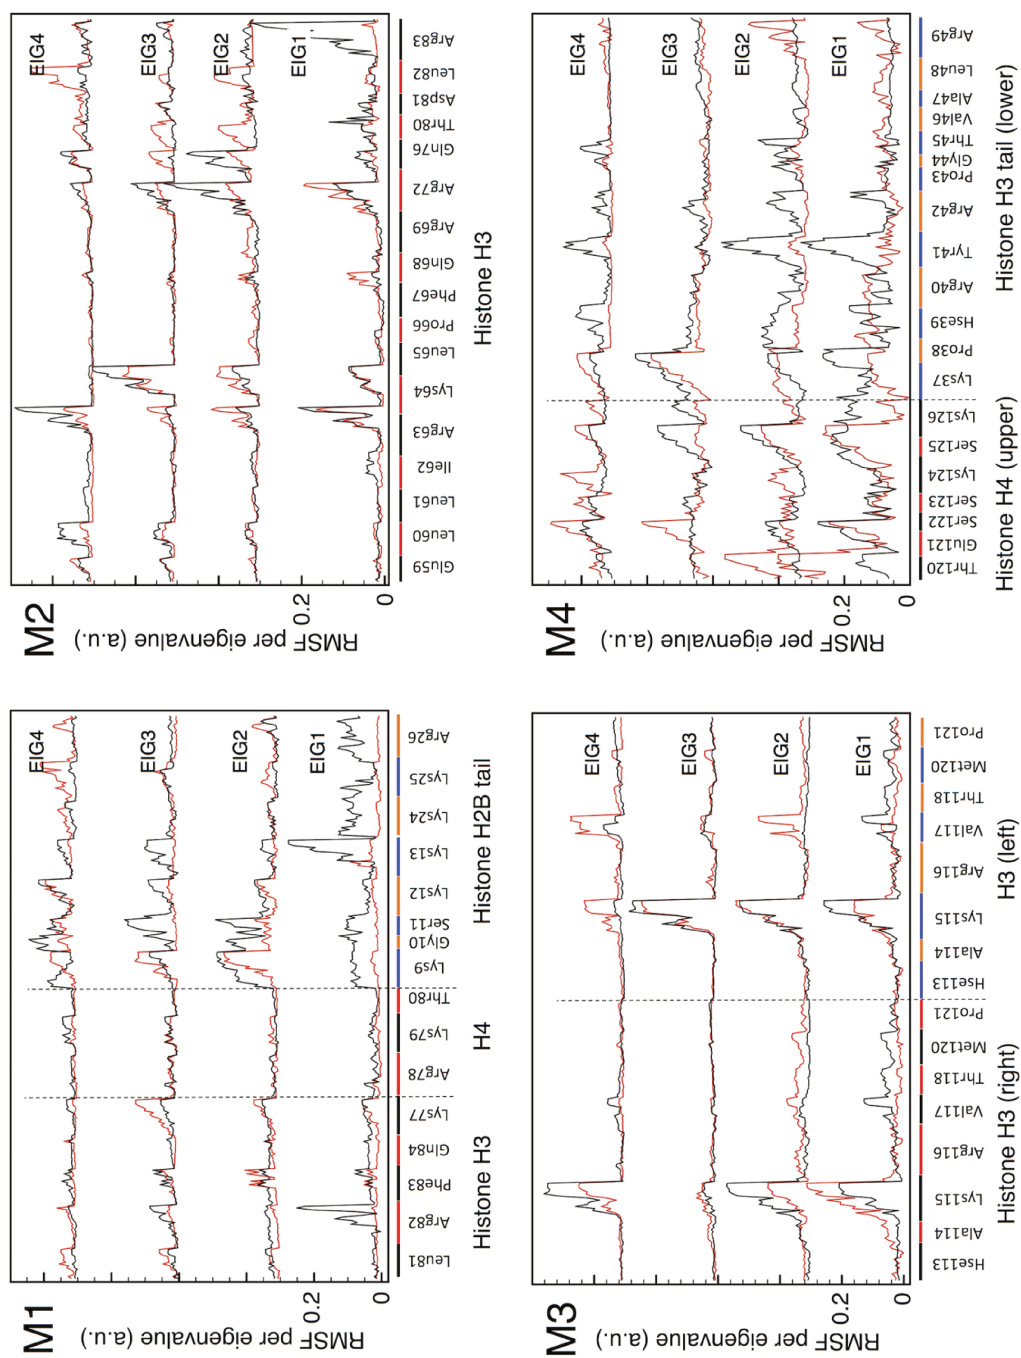 M1
RMSF per eigenvalue (a.u.)
0.2
0
EIG4
EIG3
EIG2
EIG1
Leu81
Arg82
Phe83
Gln84
Lys77
Arg78
Lys79
Thr80
Lys9
Gly10
Ser11
Lys12
Lys13
Lys24
Lys25
Arg26
Histone H3
H4
Histone H2B tail
M2
RMSF per eigenvalue (a.u.)
0.2
0
EIG4
EIG3
EIG2
EIG1
Glu59
Leu60
Leu61
Ile62
Arg63
Lys64
Leu65
Pro66
Phe67
Gln68
Arg69
Arg72
Gln76
Thr80
Asp81
Leu82
Arg83
Histone H3
M3
RMSF per eigenvalue (a.u.)
0.2
0
EIG4
EIG3
EIG2
EIG1
Hse113
Ala114
Lys115
Arg116
Val117
Thr118
Met120
Pro121
Hse113
Ala114
Lys115
Arg116
Val117
Thr118
Met120
Pro121
Histone H3 (right)
H3 (left)
M4
RMSF per eigenvalue (a.u.)
0.2
0
EIG4
EIG3
EIG2
EIG1
Thr120
Glu121
Ser122
Ser123
Lys124
Ser125
Lys126
Lys37
Pro38
Hse39
Arg40
Tyr41
Arg42
Pro43
Gly44
Thr45
Val46
Ala47
Leu48
Arg49
Histone H4 (upper)
Histone H3 tail (lower)